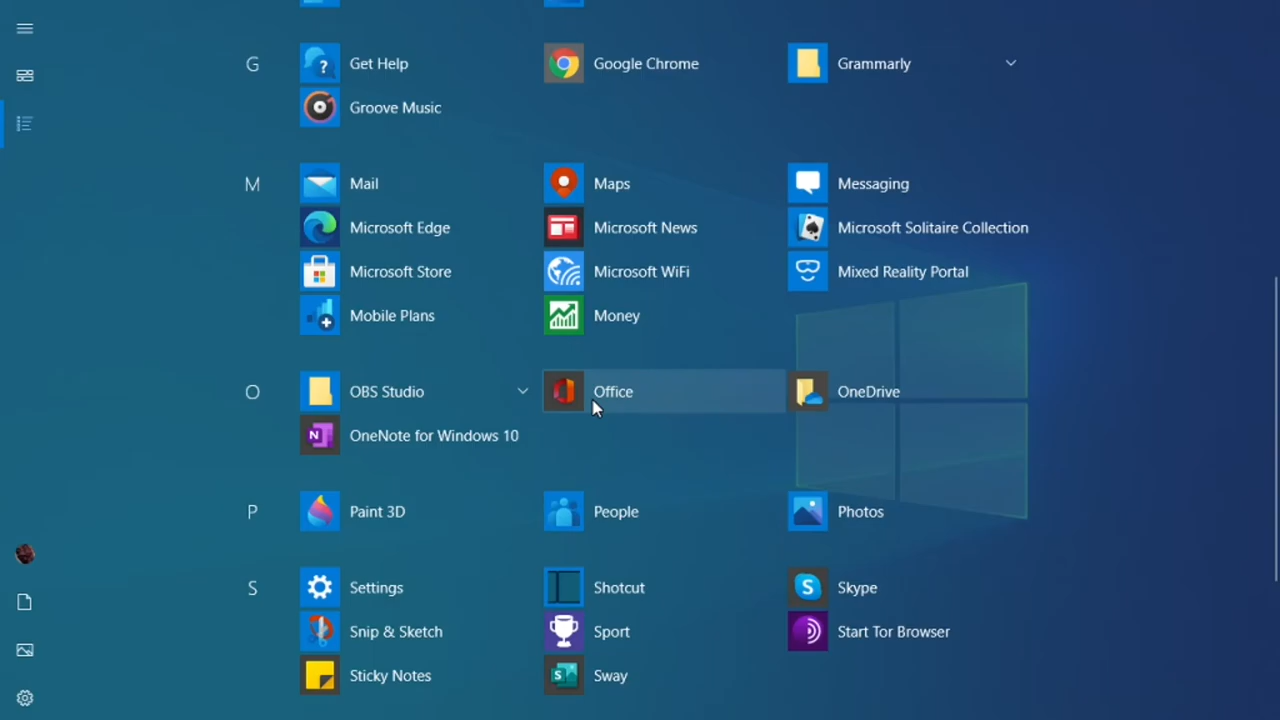 G Get Help Google Chrome Grammarly
Groove Music
M Mail Maps Messaging
Microsoft Edge Microsoft News Microsoft Solitaire Collection
Microsoft Store Microsoft WiFi Mixed Reality Portal
Mobile Plans Money
O OBS Studio Office OneDrive
OneNote for Windows 10
P Paint 3D People Photos
S Settings Shotcut Skype
Snip & Sketch Sport Start Tor Browser
Sticky Notes Sway